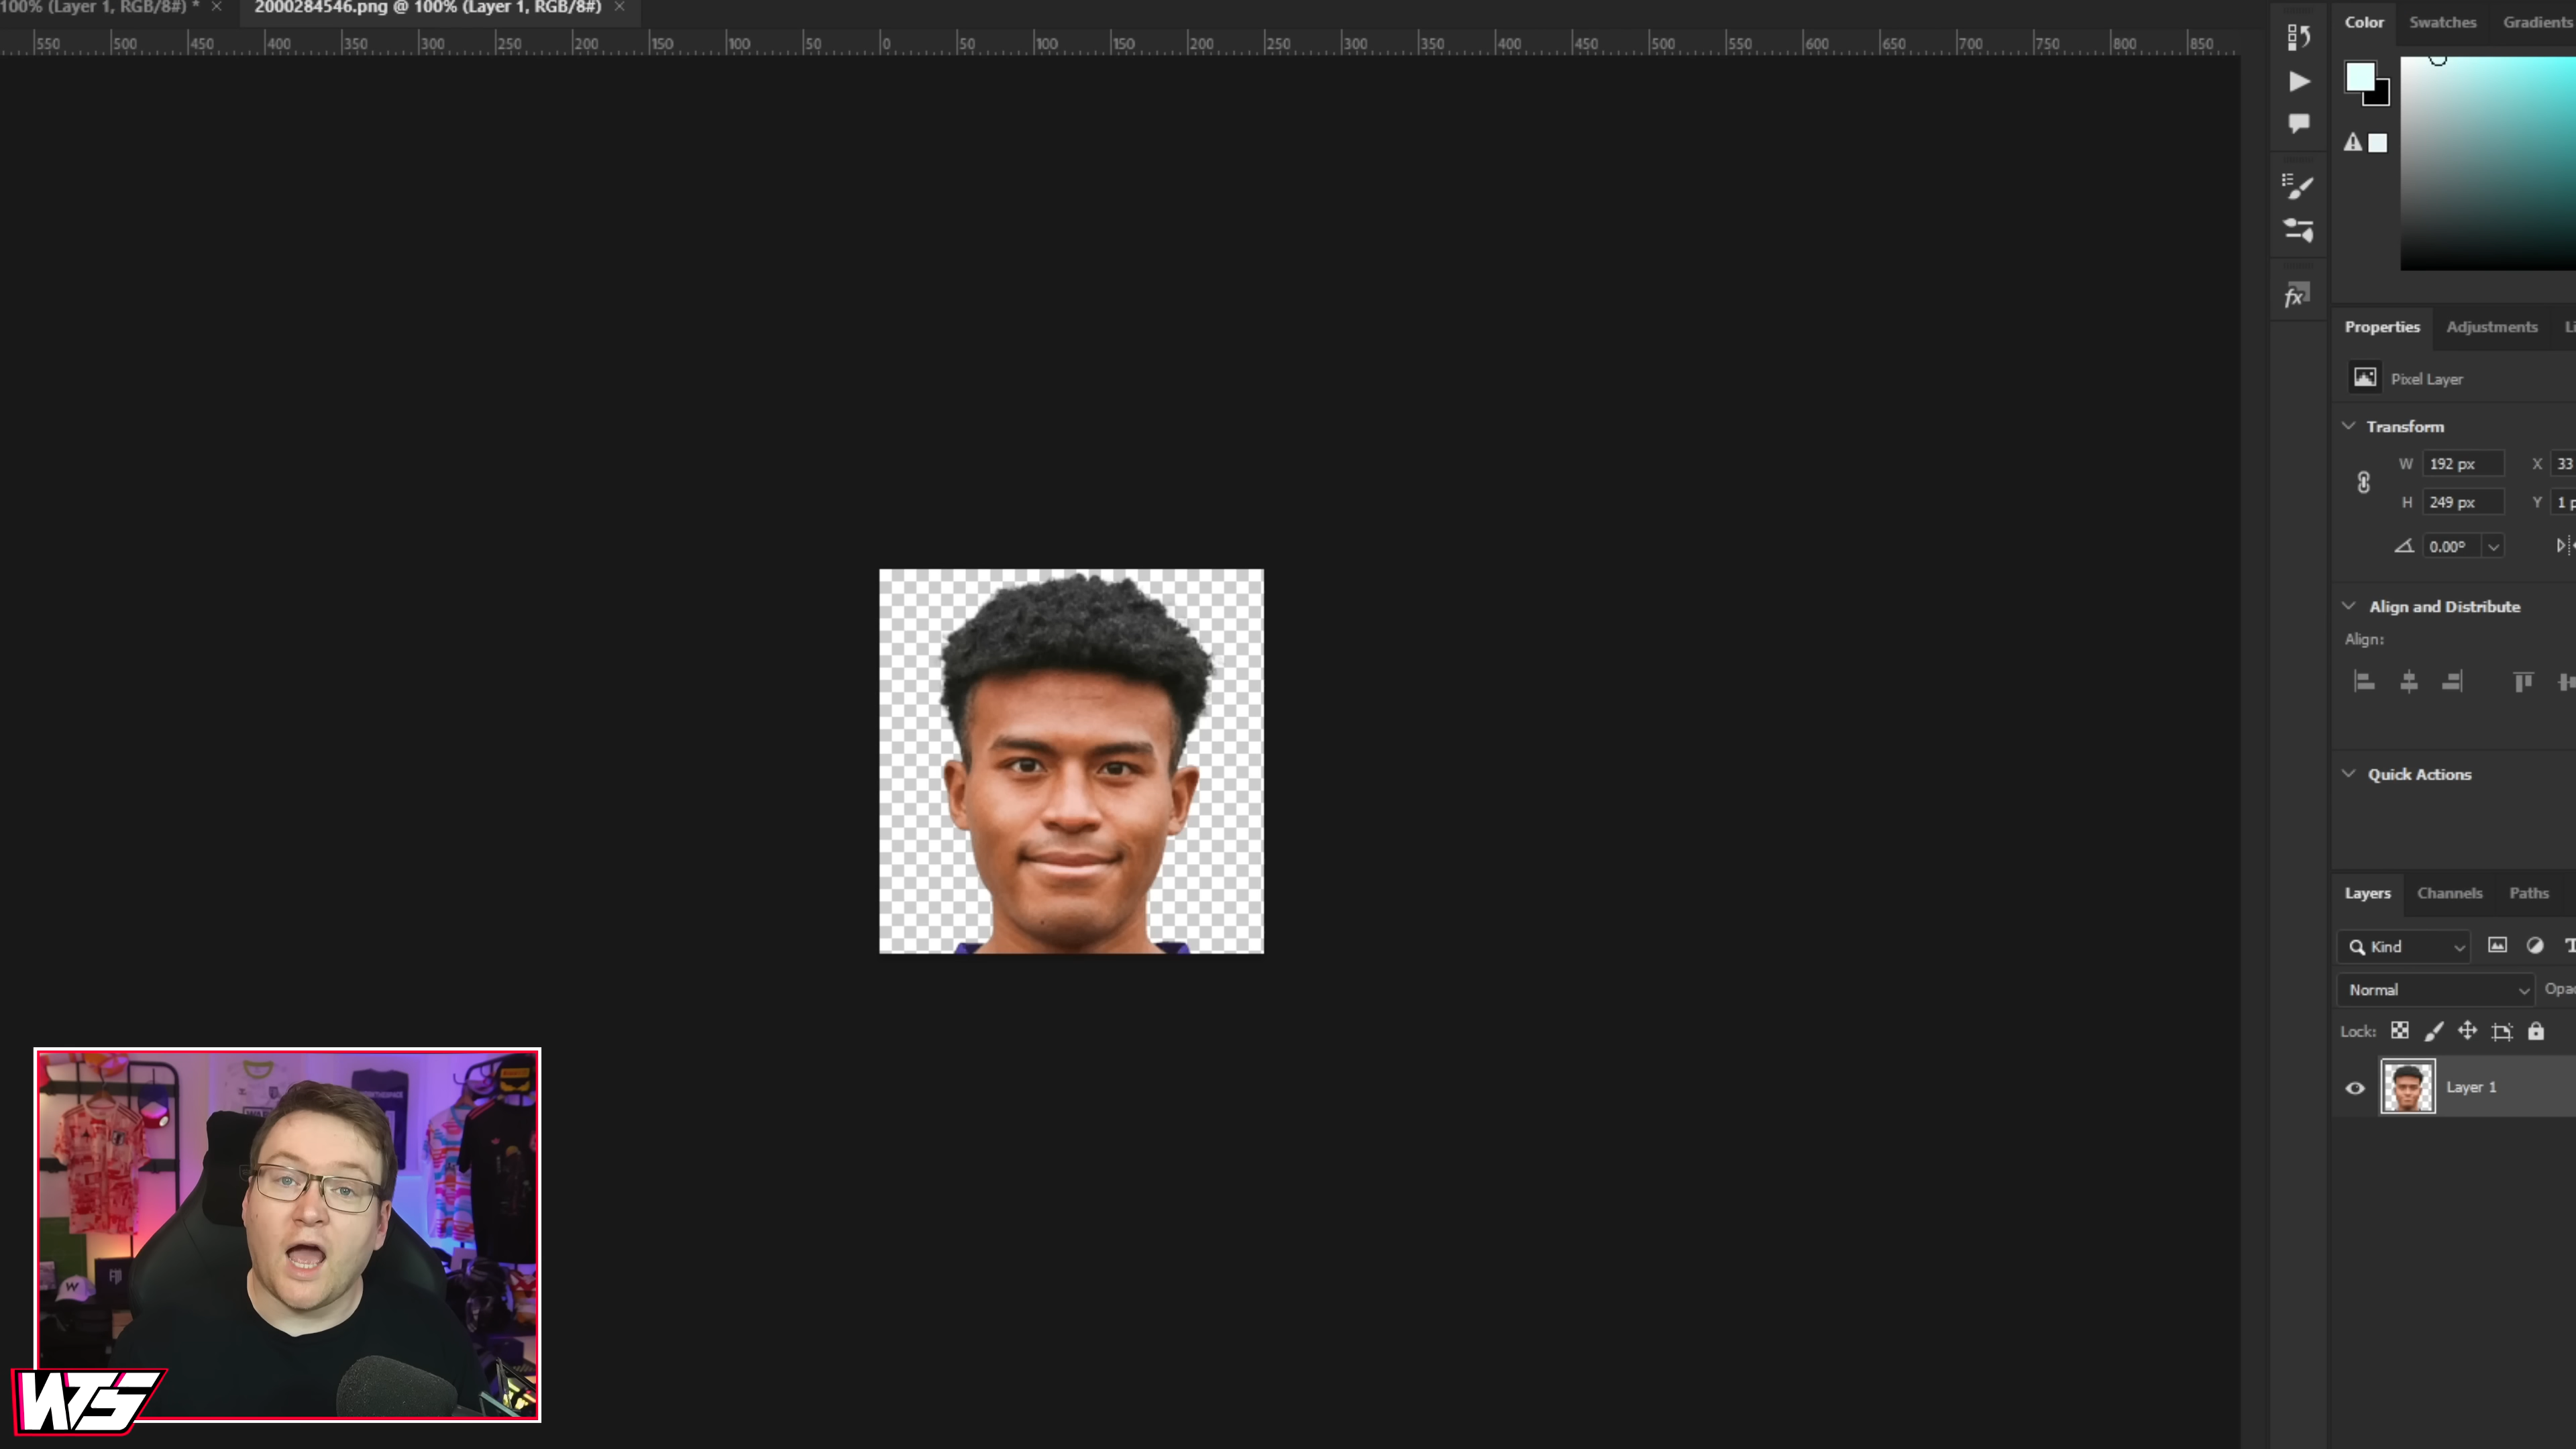 100% (Layer 1, RGB/8#) * ×
2000284546.png @ 100% (Layer 1, RGB/8#) ×
550 500 450 400 350 300 250 200 150 100 50 0 50 100 150 200 250 300 350 400 450 500 550 600 650 700 750 800 850
Color Swatches Gradients
fx
Properties Adjustments Li
Pixel Layer
Transform
W 192 px X 33
H 249 px Y 1 p
0.00°
Align and Distribute
Align:
Quick Actions
Layers Channels Paths
Kind T
Normal Opac
Lock:
Layer 1
W
WTS